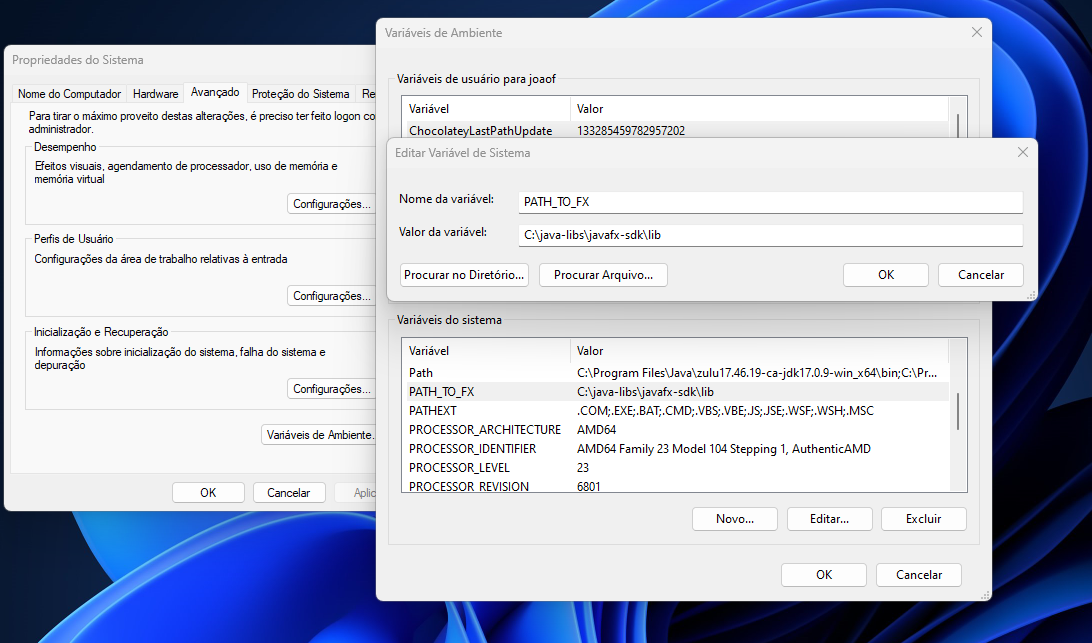 Propriedades do Sistema
Nome do Computador Hardware Avançado Proteção do Sistema Re
Para tirar o máximo proveito destas alterações, é preciso ter feito logon co
administrador.
Desempenho
Efeitos visuais, agendamento de processador, uso de memória e
memória virtual
Configurações...
Perfis de Usuário
Configurações da área de trabalho relativas à entrada
Configurações...
Inicialização e Recuperação
Informações sobre inicialização do sistema, falha do sistema e
depuração
Configurações...
Variáveis de Ambiente.
OK Cancelar Aplic
Variáveis de Ambiente
Variáveis de usuário para joaof
Variável Valor
ChocolateyLastPathUpdate 133285459782957202
Editar Variável de Sistema
Nome da variável: PATH_TO_FX
Valor da variável: C:\java-libs\javafx-sdk\lib
Procurar no Diretório... Procurar Arquivo... OK Cancelar
Variáveis do sistema
Variável Valor
Path C:\Program Files\Java\zulu17.46.19-ca-jdk17.0.9-win_x64\bin;C:\Pr...
PATH_TO_FX C:\java-libs\javafx-sdk\lib
PATHEXT .COM;.EXE;.BAT;.CMD;.VBS;.VBE;.JS;.JSE;.WSF;.WSH;.MSC
PROCESSOR_ARCHITECTURE AMD64
PROCESSOR_IDENTIFIER AMD64 Family 23 Model 104 Stepping 1, AuthenticAMD
PROCESSOR_LEVEL 23
PROCESSOR_REVISION 6801
Novo... Editar... Excluir
OK Cancelar